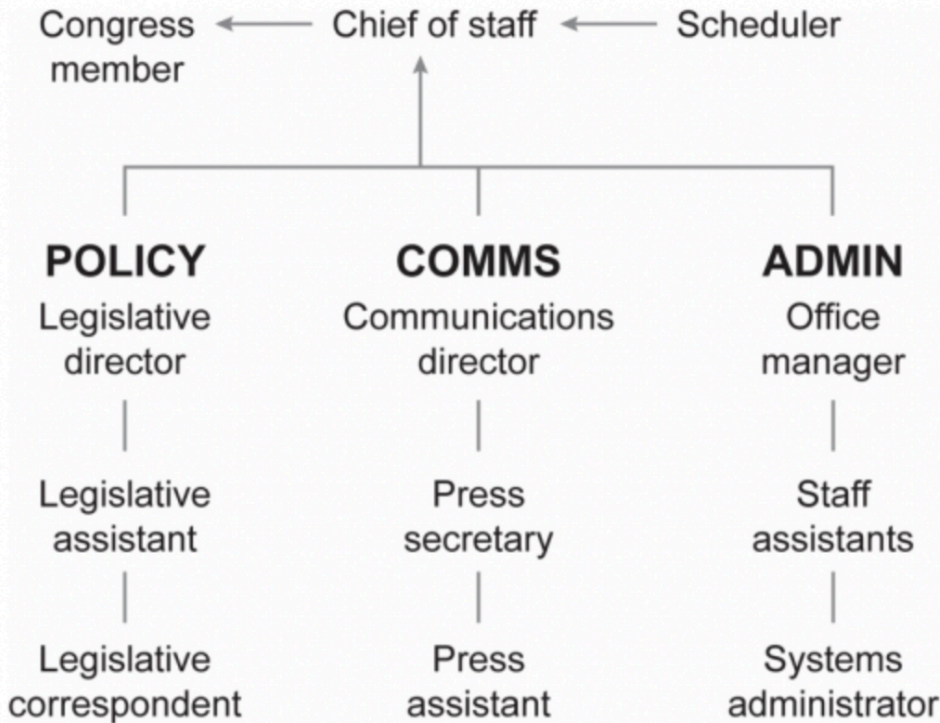 Congress Chief of staff Scheduler
member
POLICY COMMS ADMIN
Legislative Communications Office
director director manager
Legislative Press Staff
assistant secretary assistants
Legislative Press Systems
correspondent assistant administrator